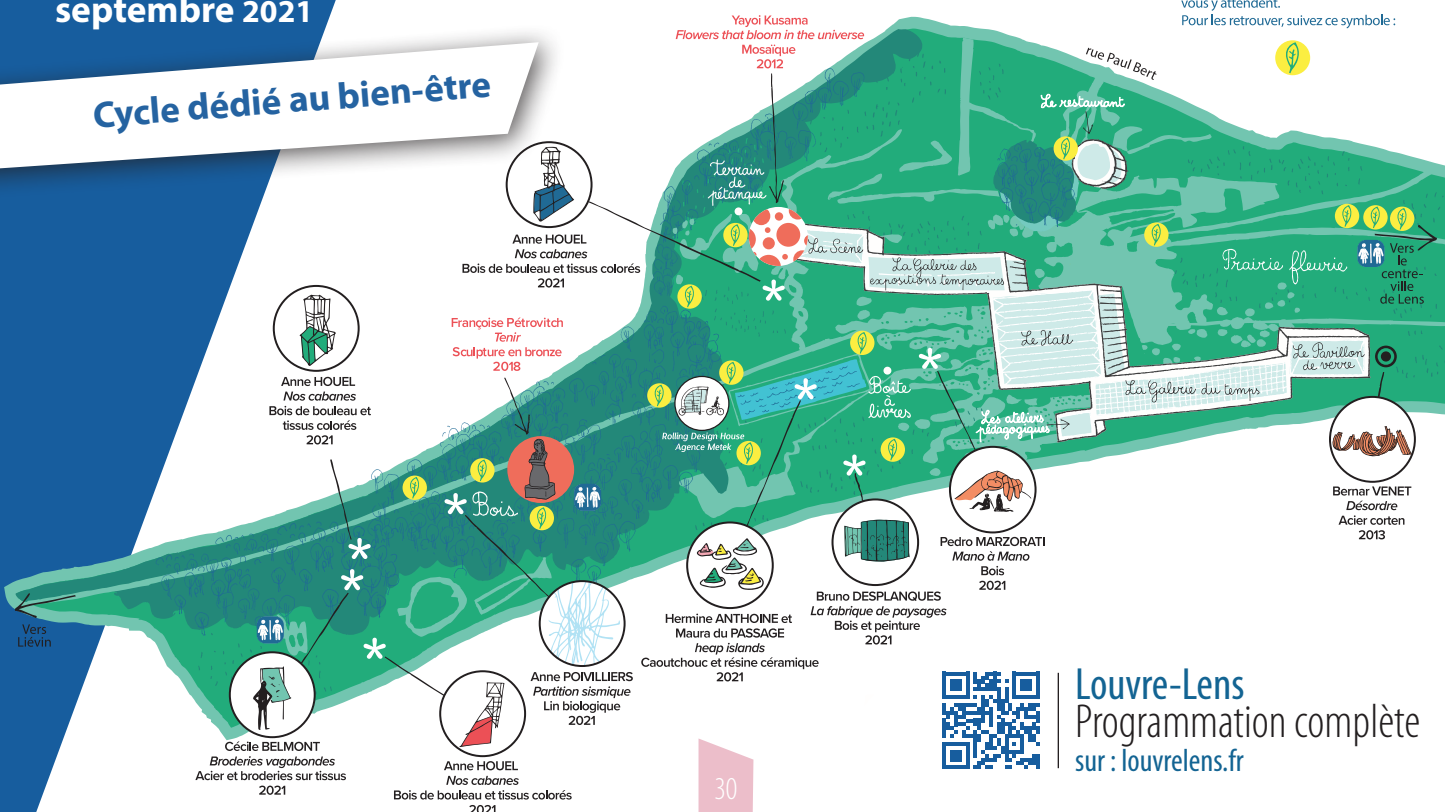 septembre 2021
Cycle dédié au bien-être
vous y attendent.
Pour les retrouver, suivez ce symbole :
Yayoi Kusama
Flowers that bloom in the universe
Mosaïque
2012
rue Paul Bert
Le restaurant
Terrain
de
pétanque
La Scène
La Galerie des
expositions temporaires
Prairie fleurie
Vers
le
centre-
ville
de Lens
Anne HOUEL
Nos cabanes
Bois de bouleau et tissus colorés
2021
Françoise Pétrovitch
Tenir
Sculpture en bronze
2018
Anne HOUEL
Nos cabanes
Bois de bouleau et
tissus colorés
2021
Le Hall
Le Pavillon
de verre
La Galerie du temps
Boîte
à
livres
Les ateliers
pédagogiques
Rolling Design House
Agence Metek
Bois
Bernar VENET
Désordre
Acier corten
2013
Pedro MARZORATI
Mano à Mano
Bois
2021
Bruno DESPLANQUES
La fabrique de paysages
Bois et peinture
2021
Hermine ANTHOINE et
Maura du PASSAGE
heap islands
Caoutchouc et résine céramique
2021
Vers
Liévin
Anne POIVILLIERS
Partition sismique
Lin biologique
2021
Cécile BELMONT
Broderies vagabondes
Acier et broderies sur tissus
2021
Anne HOUEL
Nos cabanes
Bois de bouleau et tissus colorés
2021
30
Louvre-Lens
Programmation complète
sur : louvrelens.fr